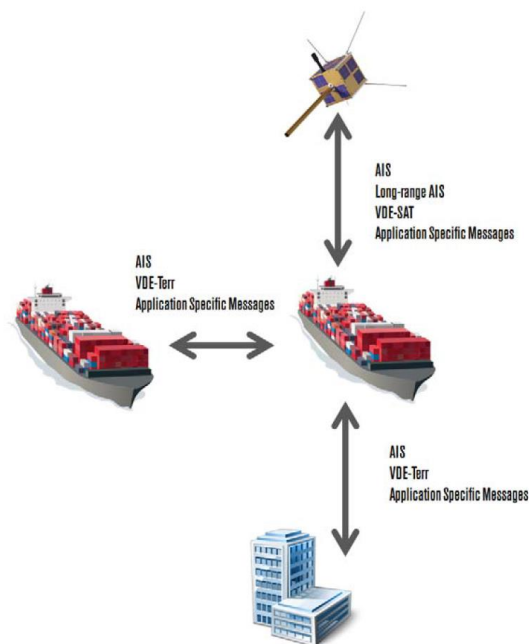 AIS
Long-range AIS
VDE-SAT
Application Specific Messages
AIS
VDE-Terr
Application Specific Messages
AIS
VDE-Terr
Application Specific Messages